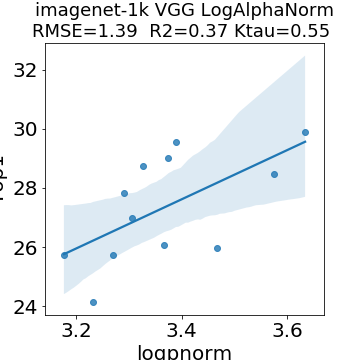 imagenet-1k VGG LogAlphaNorm
RMSE=1.39 R2=0.37 Ktau=0.55
32
30
28
26
24
3.2 3.4 3.6
logpnorm